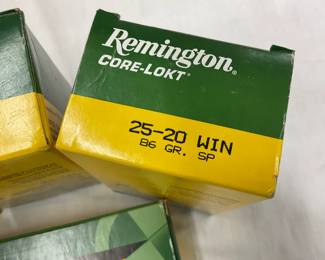 Remington®
CORE-LOKT®
25-20 WIN
86 GR. SP